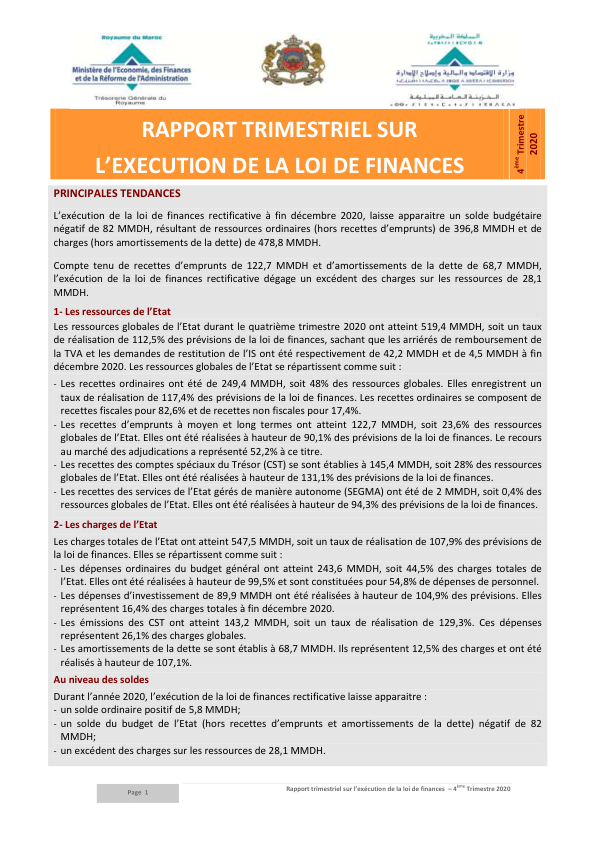 Royaume du Maroc
Ministère de l'Economie, des Finances
et de la Réforme de l'Administration
Trésorerie Générale du
Royaume
المملكة المغربية
وزارة الاقتصاد والمالية وإصلاح الإدارة
الخزينة العامة للمملكة
RAPPORT TRIMESTRIEL SUR
L'EXECUTION DE LA LOI DE FINANCES
4ème Trimestre
2020
PRINCIPALES TENDANCES
L'exécution de la loi de finances rectificative à fin décembre 2020, laisse apparaitre un solde budgétaire
négatif de 82 MMDH, résultant de ressources ordinaires (hors recettes d'emprunts) de 396,8 MMDH et de
charges (hors amortissements de la dette) de 478,8 MMDH.
Compte tenu de recettes d'emprunts de 122,7 MMDH et d'amortissements de la dette de 68,7 MMDH,
l'exécution de la loi de finances rectificative dégage un excédent des charges sur les ressources de 28,1
MMDH.
1- Les ressources de l'Etat
Les ressources globales de l'Etat durant le quatrième trimestre 2020 ont atteint 519,4 MMDH, soit un taux
de réalisation de 112,5% des prévisions de la loi de finances, sachant que les arriérés de remboursement de
la TVA et les demandes de restitution de l'IS ont été respectivement de 42,2 MMDH et de 4,5 MMDH à fin
décembre 2020. Les ressources globales de l'Etat se répartissent comme suit :
- Les recettes ordinaires ont été de 249,4 MMDH, soit 48% des ressources globales. Elles enregistrent un
taux de réalisation de 117,4% des prévisions de la loi de finances. Les recettes ordinaires se composent de
recettes fiscales pour 82,6% et de recettes non fiscales pour 17,4%.
- Les recettes d'emprunts à moyen et long termes ont atteint 122,7 MMDH, soit 23,6% des ressources
globales de l'Etat. Elles ont été réalisées à hauteur de 90,1% des prévisions de la loi de finances. Le recours
au marché des adjudications a représenté 52,2% à ce titre.
- Les recettes des comptes spéciaux du Trésor (CST) se sont établies à 145,4 MMDH, soit 28% des ressources
globales de l'Etat. Elles ont été réalisées à hauteur de 131,1% des prévisions de la loi de finances.
- Les recettes des services de l'Etat gérés de manière autonome (SEGMA) ont été de 2 MMDH, soit 0,4% des
ressources globales de l'Etat. Elles ont été réalisées à hauteur de 94,3% des prévisions de la loi de finances.
2- Les charges de l'Etat
Les charges totales de l'Etat ont atteint 547,5 MMDH, soit un taux de réalisation de 107,9% des prévisions de
la loi de finances. Elles se répartissent comme suit :
- Les dépenses ordinaires du budget général ont atteint 243,6 MMDH, soit 44,5% des charges totales de
l'Etat. Elles ont été réalisées à hauteur de 99,5% et sont constituées pour 54,8% de dépenses de personnel.
- Les dépenses d'investissement de 89,9 MMDH ont été réalisées à hauteur de 104,9% des prévisions. Elles
représentent 16,4% des charges totales à fin décembre 2020.
- Les émissions des CST ont atteint 143,2 MMDH, soit un taux de réalisation de 129,3%. Ces dépenses
représentent 26,1% des charges globales.
- Les amortissements de la dette se sont établis à 68,7 MMDH. Ils représentent 12,5% des charges et ont été
réalisés à hauteur de 107,1%.
Au niveau des soldes
Durant l'année 2020, l'exécution de la loi de finances rectificative laisse apparaitre :
- un solde ordinaire positif de 5,8 MMDH;
- un solde du budget de l'Etat (hors recettes d'emprunts et amortissements de la dette) négatif de 82
MMDH;
- un excédent des charges sur les ressources de 28,1 MMDH.
Page 1
Rapport trimestriel sur l'exécution de la loi de finances – 4ème Trimestre 2020